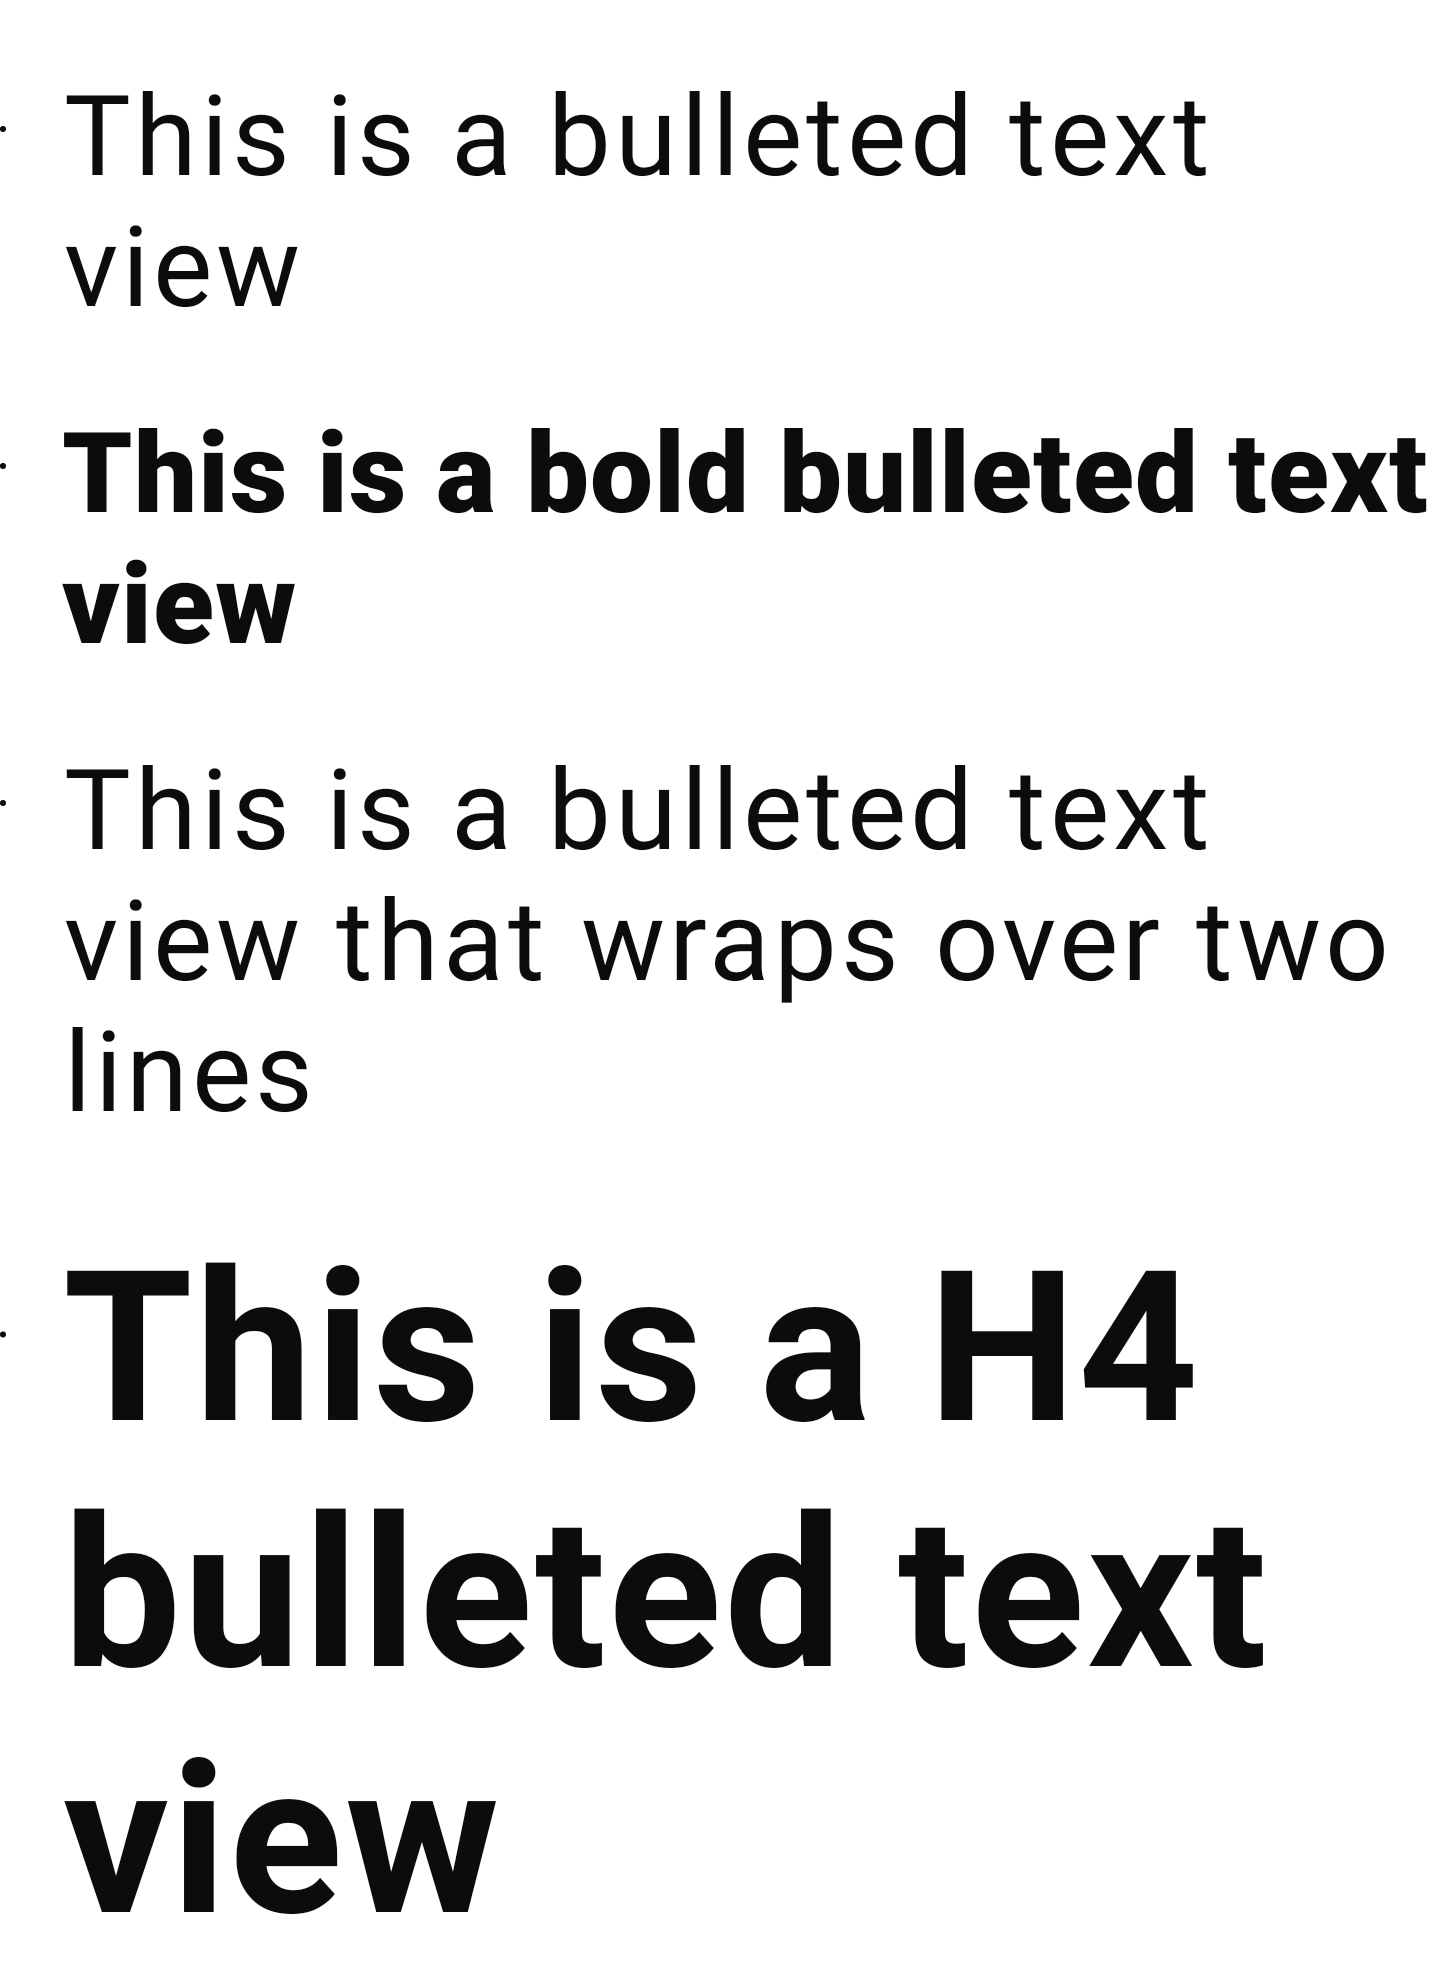 · This is a bulleted text
view
· This is a bold bulleted text
view
· This is a bulleted text
view that wraps over two
lines
· This is a H4
bulleted text
view